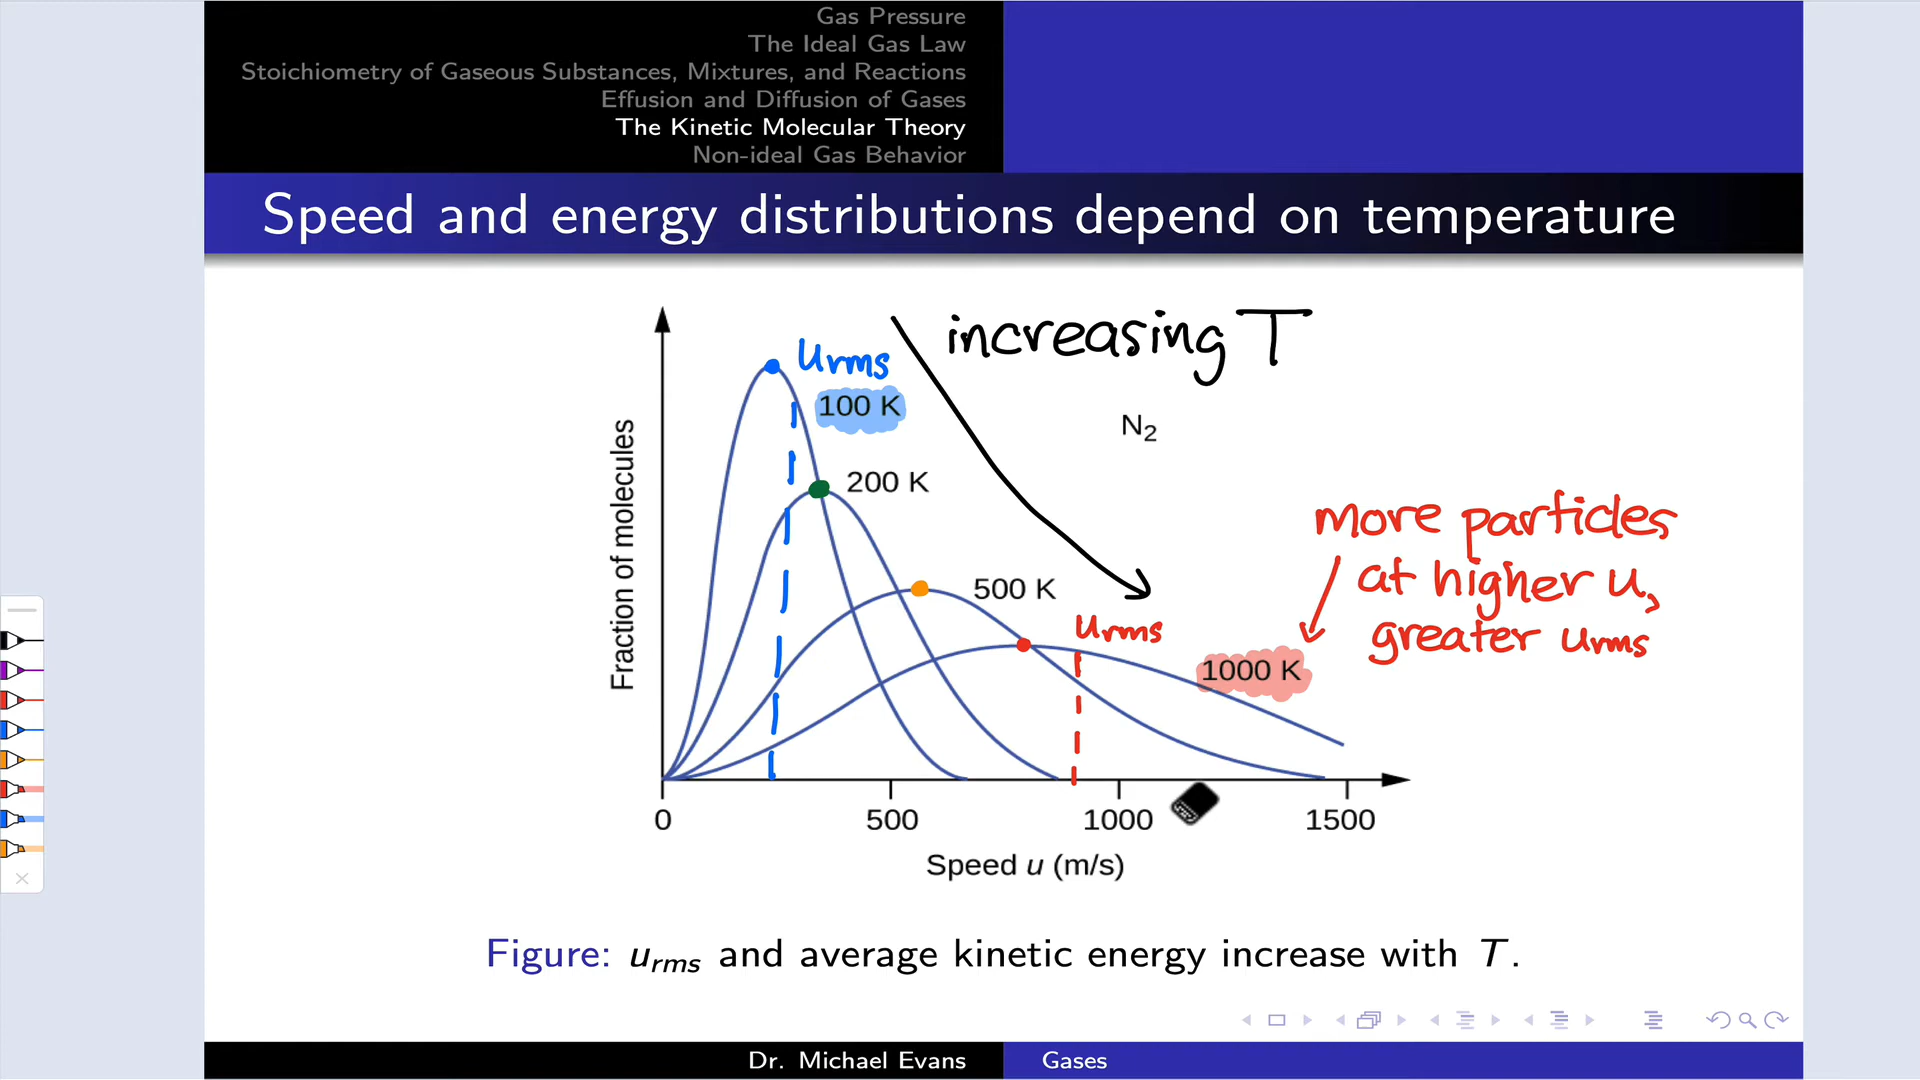 Gas Pressure
The Ideal Gas Law
Stoichiometry of Gaseous Substances, Mixtures, and Reactions
Effusion and Diffusion of Gases
The Kinetic Molecular Theory
Non-ideal Gas Behavior
Speed and energy distributions depend on temperature
increasing T
urms
100 K
N2
200 K
more particles
at higher u,
greater urms
500 K
urms
1000 K
Fraction of molecules
0 500 1000 1500
Speed u (m/s)
Figure: urms and average kinetic energy increase with T.
Dr. Michael Evans Gases